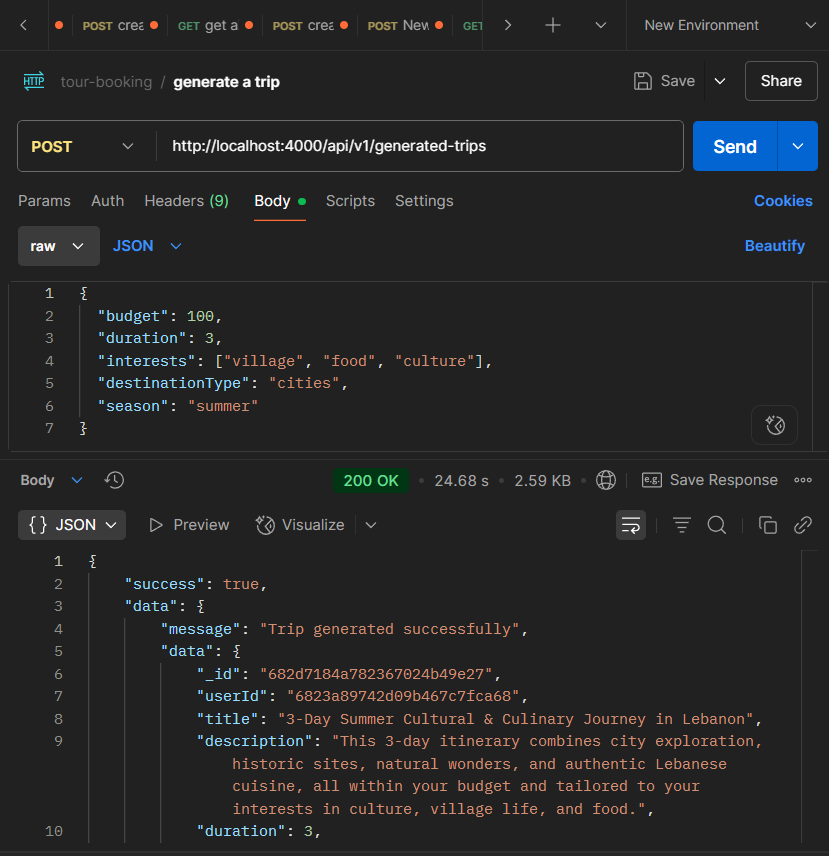 POST crea
GET get a
POST crea
POST New
GET
New Environment
HTTP tour-booking / generate a trip
Save
Share
POST
http://localhost:4000/api/v1/generated-trips
Send
Params Auth Headers (9) Body Scripts Settings Cookies
raw JSON Beautify
1 {
2 "budget": 100,
3 "duration": 3,
4 "interests": ["village", "food", "culture"],
5 "destinationType": "cities",
6 "season": "summer"
7 }
Body 200 OK • 24.68 s • 2.59 KB • e.g. Save Response
{} JSON Preview Visualize
1 {
2 "success": true,
3 "data": {
4 "message": "Trip generated successfully",
5 "data": {
6 "_id": "682d7184a782367024b49e27",
7 "userId": "6823a89742d09b467c7fca68",
8 "title": "3-Day Summer Cultural & Culinary Journey in Lebanon",
9 "description": "This 3-day itinerary combines city exploration,
historic sites, natural wonders, and authentic Lebanese
cuisine, all within your budget and tailored to your
interests in culture, village life, and food.",
10 "duration": 3,